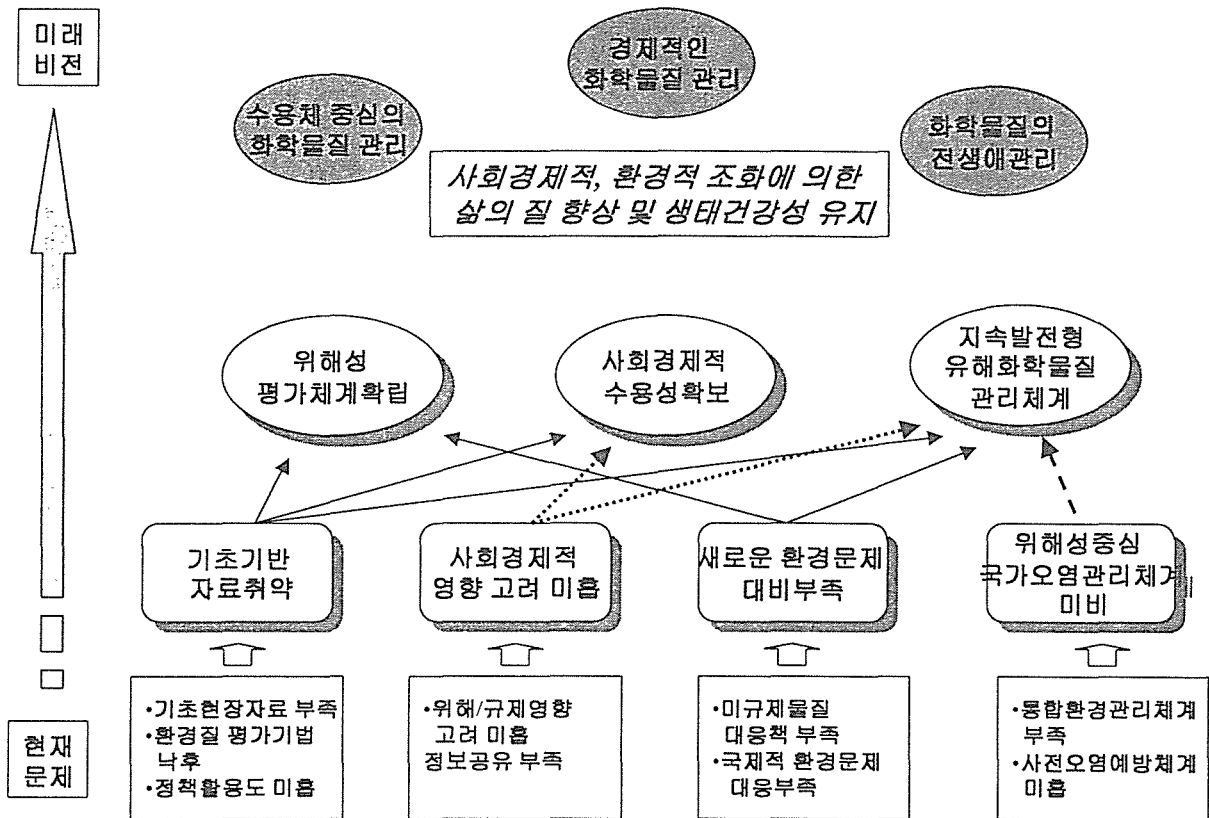 미래
비전
경제적인
화학물질 관리
수용체 중심의
화학물질 관리
화학물질의
전생애관리
사회경제적, 환경적 조화에 의한
삶의 질 향상 및 생태건강성 유지
위해성
평가체계확립
사회경제적
수용성확보
지속발전형
유해화학물질
관리체계
기초기반
자료취약
사회경제적
영향 고려 미흡
새로운 환경문제
대비부족
위해성중심
국가오염관리체계
미비
현재
문제
•기초현장자료 부족
•환경질 평가기법
낙후
•정책활용도 미흡
•위해/규제영향
고려 미흡
정보공유 부족
•미규제물질
대응책 부족
•국제적 환경문제
대응부족
•통합환경관리체계
부족
•사전오염예방체계
미흡